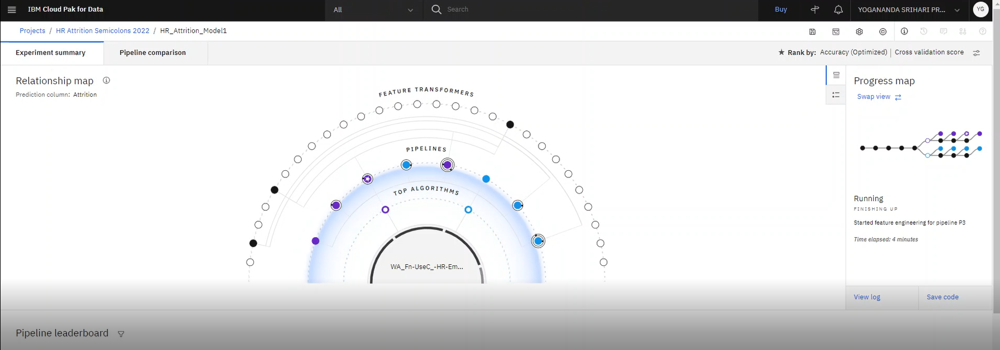 IBM Cloud Pak for Data
All
Search
Buy
YOGANANDA SRIHARI PR...
YG
Projects / HR Attrition Semicolons 2022 / HR_Attrition_Model1
Experiment summary
Pipeline comparison
★ Rank by: Accuracy (Optimized) | Cross validation score
Relationship map
Prediction column: Attrition
FEATURE TRANSFORMERS
PIPELINES
TOP ALGORITHMS
WA_Fn-UseC_-HR-Em...
Progress map
Swap view
Running
FINISHING UP
Started feature engineering for pipeline P3
Time elapsed: 4 minutes
View log
Save code
Pipeline leaderboard